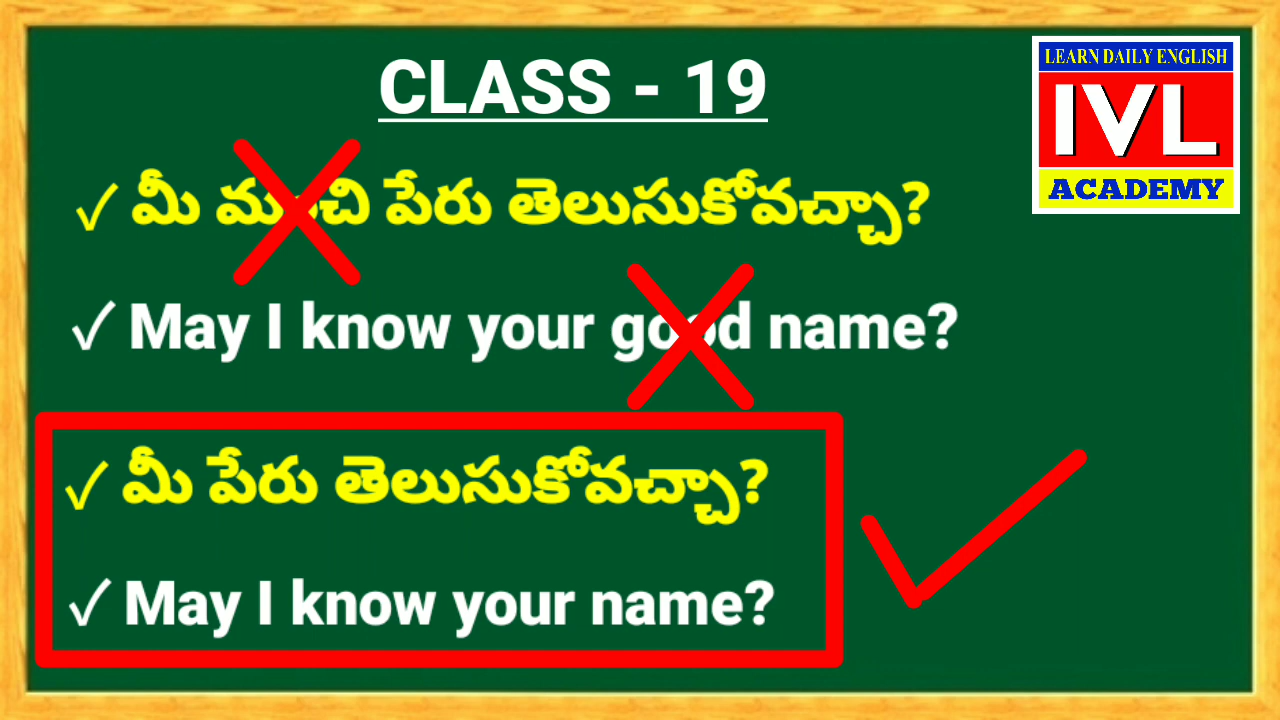 CLASS - 19
LEARN DAILY ENGLISH
IVL
ACADEMY
✓ మీ మంచి పేరు తెలుసుకోవచ్చా?
✓ May I know your good name?
✓ మీ పేరు తెలుసుకోవచ్చా?
✓ May I know your name?